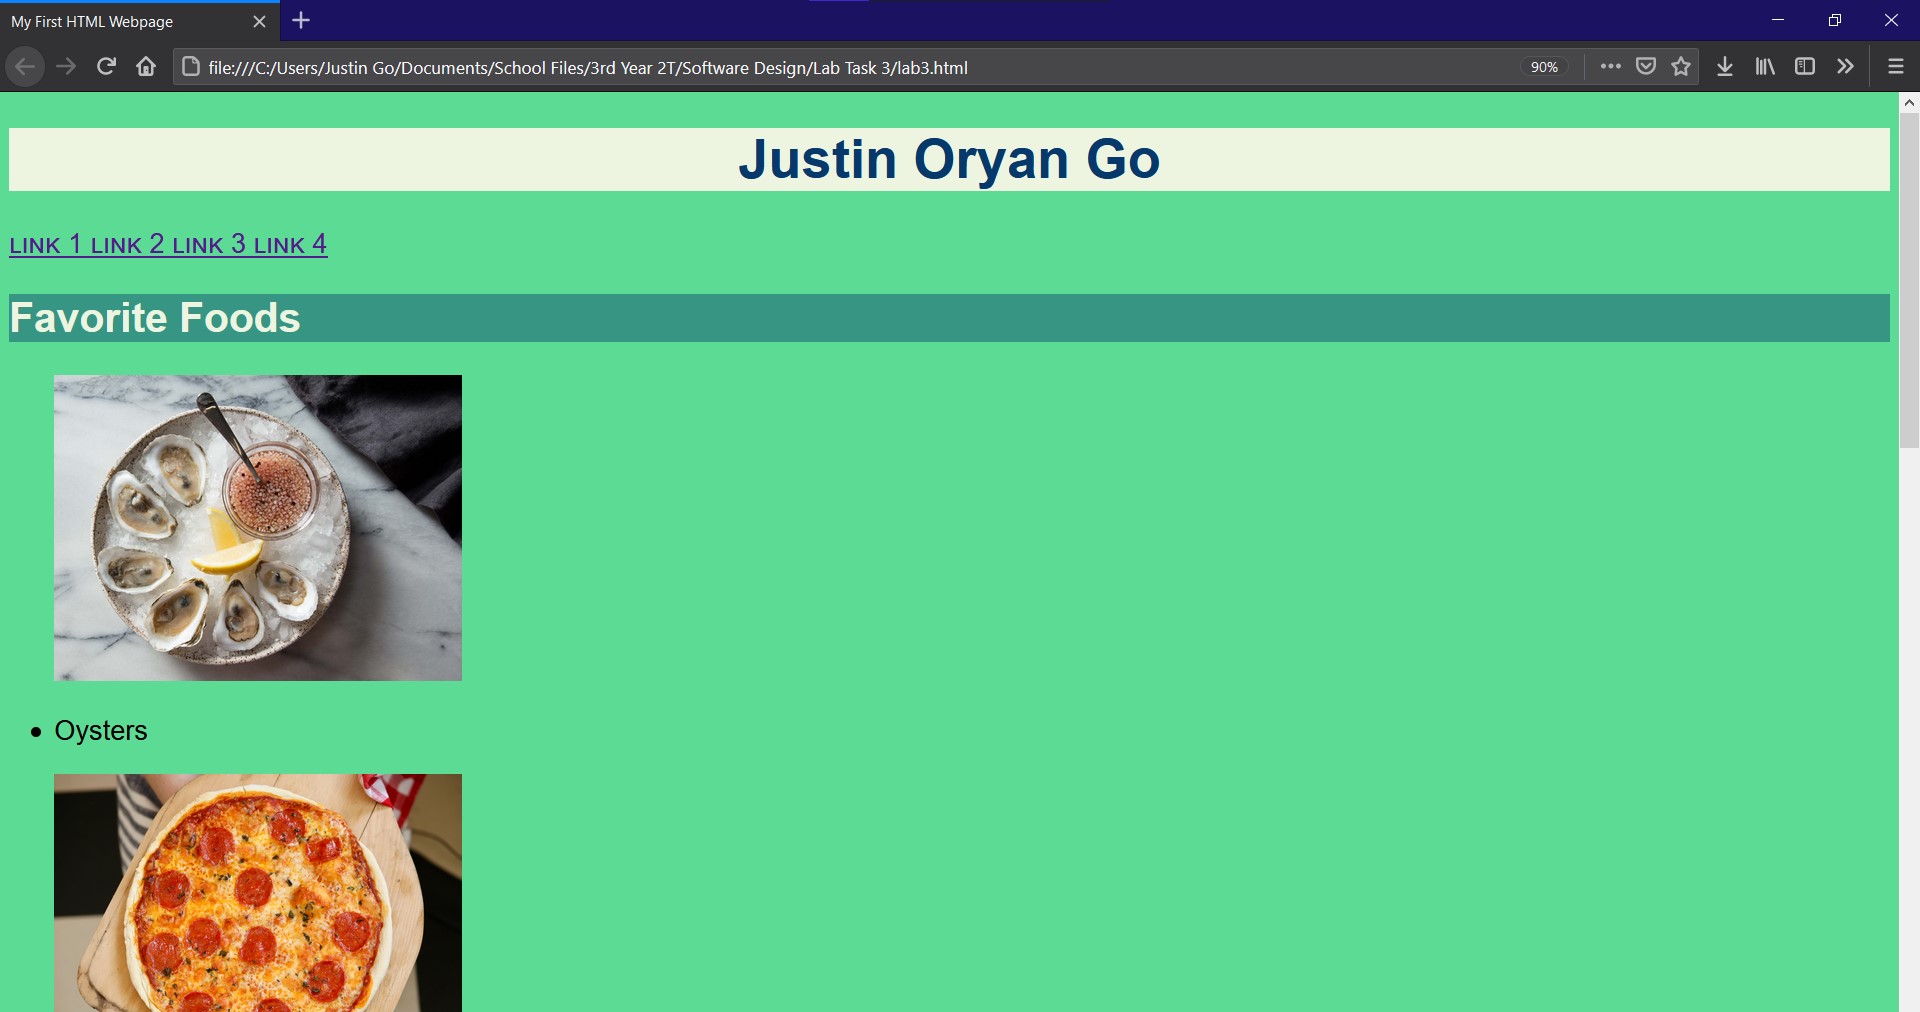 My First HTML Webpage
file:///C:/Users/Justin Go/Documents/School Files/3rd Year 2T/Software Design/Lab Task 3/lab3.html
90%
Justin Oryan Go
LINK 1 LINK 2 LINK 3 LINK 4
Favorite Foods
Oysters